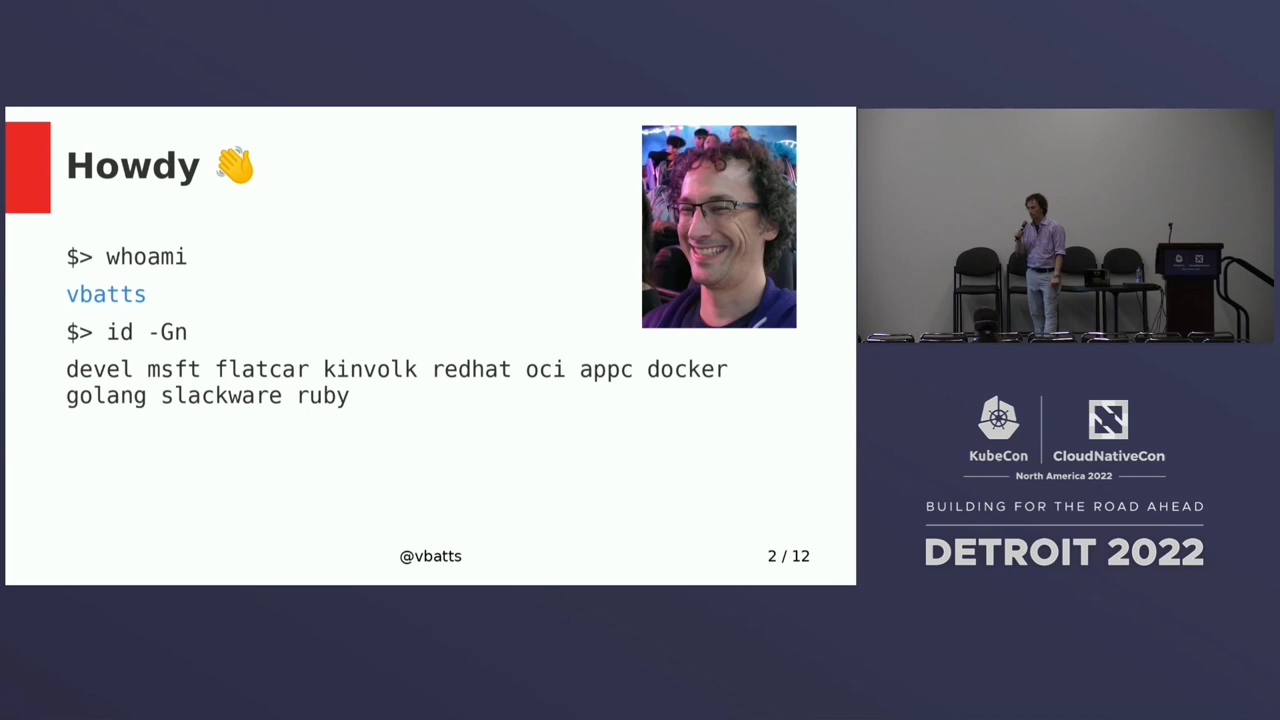 Howdy 👋
$> whoami
vbatts
$> id -Gn
devel msft flatcar kinvolk redhat oci appc docker
golang slackware ruby
@vbatts
2 / 12
KubeCon
CloudNativeCon
North America 2022
BUILDING FOR THE ROAD AHEAD
DETROIT 2022